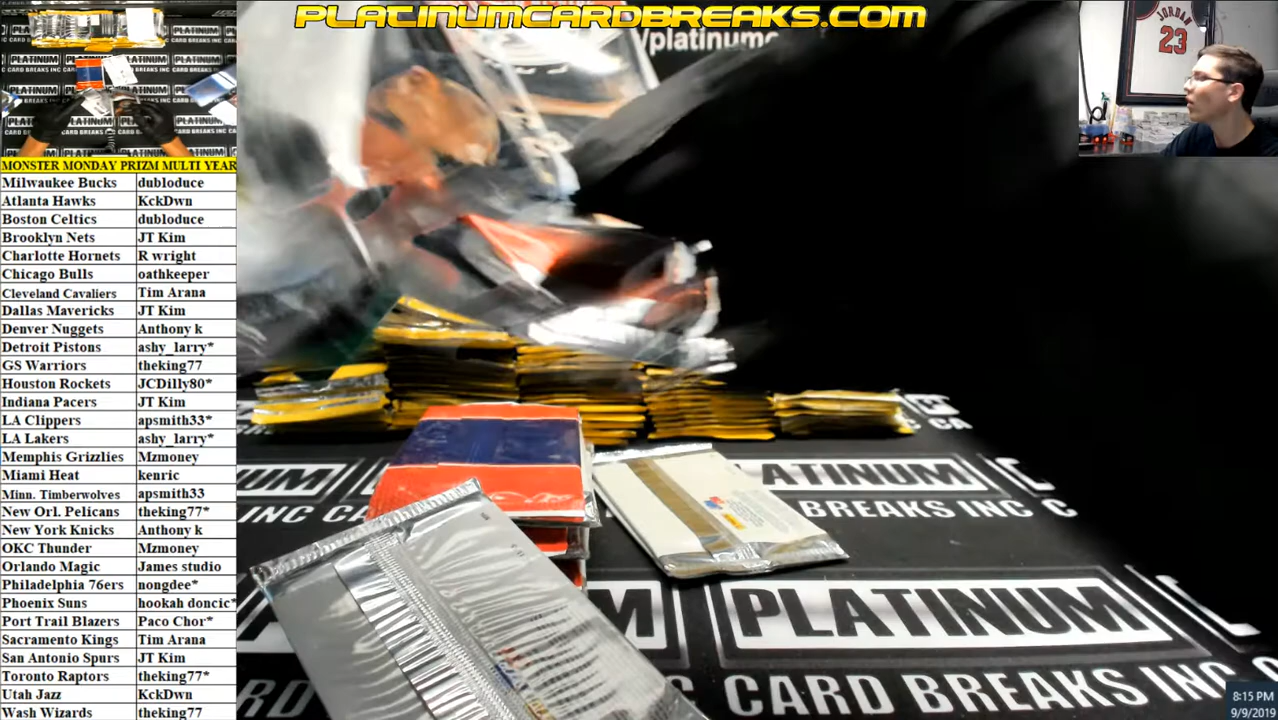 PLATINUMCARDBREAKS.COM
/platinumc
JORDAN
23
MONSTER MONDAY PRIZM MULTI YEAR
Milwaukee Bucks dubloduce
Atlanta Hawks KckDwn
Boston Celtics dubloduce
Brooklyn Nets JT Kim
Charlotte Hornets R wright
Chicago Bulls oathkeeper
Cleveland Cavaliers Tim Arana
Dallas Mavericks JT Kim
Denver Nuggets Anthony k
Detroit Pistons ashy_larry*
GS Warriors theking77
Houston Rockets JCDilly80*
Indiana Pacers JT Kim
LA Clippers apsmith33*
LA Lakers ashy_larry*
Memphis Grizzlies Mzmoney
Miami Heat kenric
Minn. Timberwolves apsmith33
New Orl. Pelicans theking77*
New York Knicks Anthony k
OKC Thunder Mzmoney
Orlando Magic James studio
Philadelphia 76ers nongdee*
Phoenix Suns hookah doncic*
Port Trail Blazers Paco Chor*
Sacramento Kings Tim Arana
San Antonio Spurs JT Kim
Toronto Raptors theking77*
Utah Jazz KckDwn
Wash Wizards theking77
PLATINUM
INC CARD BREAKS INC C
PLATINUM
CARD BREAKS INC
8:15 PM
9/9/2019